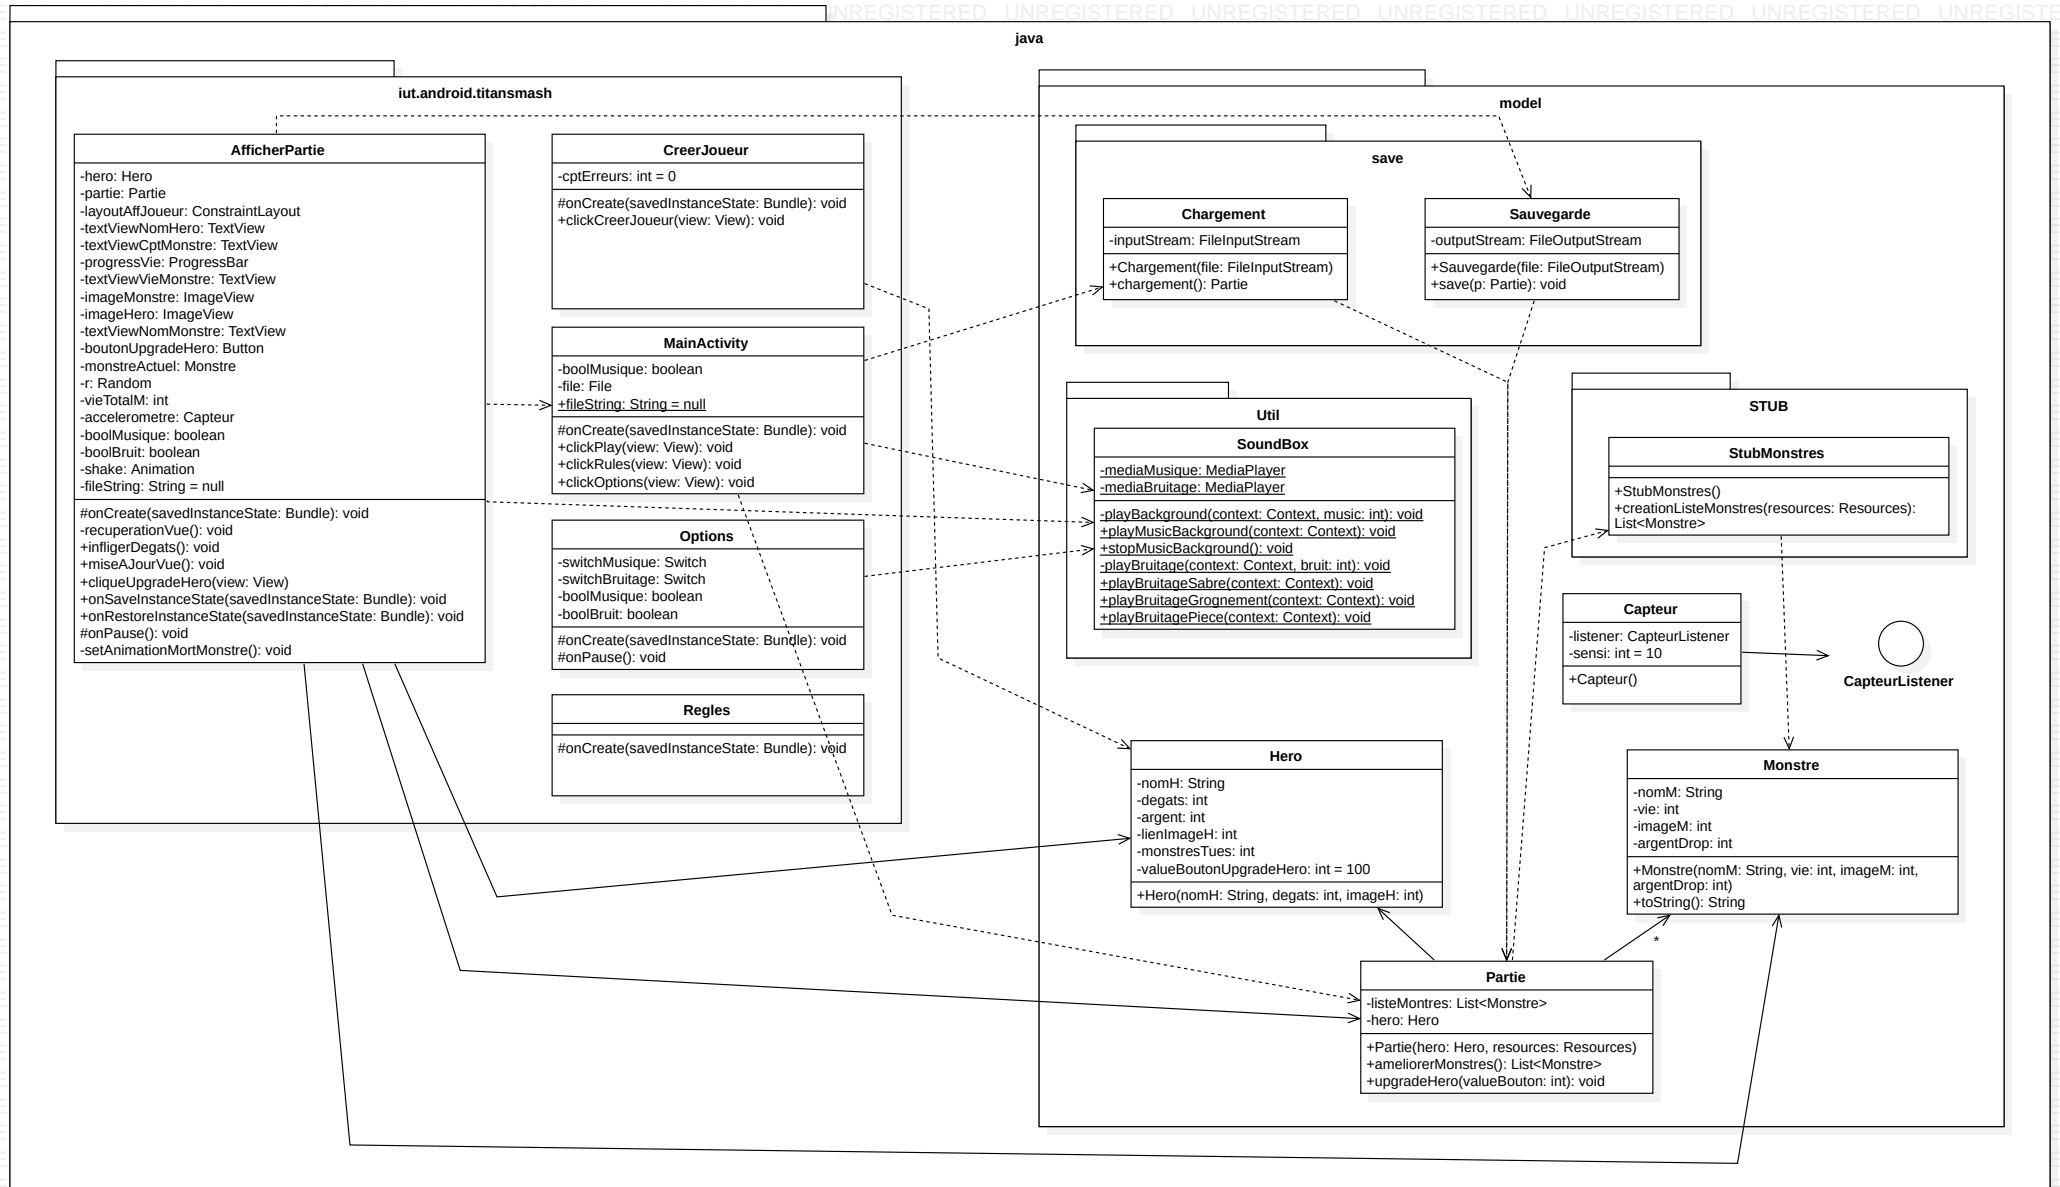 UNREGISTERED UNREGISTERED UNREGISTERED UNREGISTERED UNREGISTERED UNREGISTERED
java
iut.android.titansmash
AfficherPartie
-hero: Hero
-partie: Partie
-layoutAffJoueur: ConstraintLayout
-textViewNomHero: TextView
-textViewCptMonstre: TextView
-progressVie: ProgressBar
-textViewVieMonstre: TextView
-imageMonstre: ImageView
-imageHero: ImageView
-textViewNomMonstre: TextView
-boutonUpgradeHero: Button
-monstreActuel: Monstre
-r: Random
-vieTotalM: int
-accelerometre: Capteur
-boolMusique: boolean
-boolBruit: boolean
-shake: Animation
-fileString: String = null
#onCreate(savedInstanceState: Bundle): void
-recuperationVue(): void
+infligerDegats(): void
+miseAJourVue(): void
+cliqueUpgradeHero(view: View)
+onSaveInstanceState(savedInstanceState: Bundle): void
+onRestoreInstanceState(savedInstanceState: Bundle): void
#onPause(): void
-setAnimationMortMonstre(): void
CreerJoueur
-cptErreurs: int = 0
#onCreate(savedInstanceState: Bundle): void
+clickCreerJoueur(view: View): void
MainActivity
-boolMusique: boolean
-file: File
+fileString: String = null
#onCreate(savedInstanceState: Bundle): void
+clickPlay(view: View): void
+clickRules(view: View): void
+clickOptions(view: View): void
Options
-switchMusique: Switch
-switchBruitage: Switch
-boolMusique: boolean
-boolBruit: boolean
#onCreate(savedInstanceState: Bundle): void
#onPause(): void
Regles
#onCreate(savedInstanceState: Bundle): void
model
save
Chargement
-inputStream: FileInputStream
+Chargement(file: FileInputStream)
+chargement(): Partie
Sauvegarde
-outputStream: FileOutputStream
+Sauvegarde(file: FileOutputStream)
+save(p: Partie): void
Util
SoundBox
-mediaMusique: MediaPlayer
-mediaBruitage: MediaPlayer
-playBackground(context: Context, music: int): void
+playMusicBackground(context: Context): void
+stopMusicBackground(): void
-playBruitage(context: Context, bruit: int): void
+playBruitageSabre(context: Context): void
+playBruitageGrognement(context: Context): void
+playBruitagePiece(context: Context): void
STUB
StubMonstres
+StubMonstres()
+creationListeMonstres(resources: Resources):
List<Monstre>
Capteur
-listener: CapteurListener
-sensi: int = 10
+Capteur()
CapteurListener
Hero
-nomH: String
-degats: int
-argent: int
-lienImageH: int
-monstresTues: int
-valueBoutonUpgradeHero: int = 100
+Hero(nomH: String, degats: int, imageH: int)
Monstre
-nomM: String
-vie: int
-imageM: int
-argentDrop: int
+Monstre(nomM: String, vie: int, imageM: int,
argentDrop: int)
+toString(): String
*
Partie
-listeMontres: List<Monstre>
-hero: Hero
+Partie(hero: Hero, resources: Resources)
+ameliorerMonstres(): List<Monstre>
+upgradeHero(valueBouton: int): void